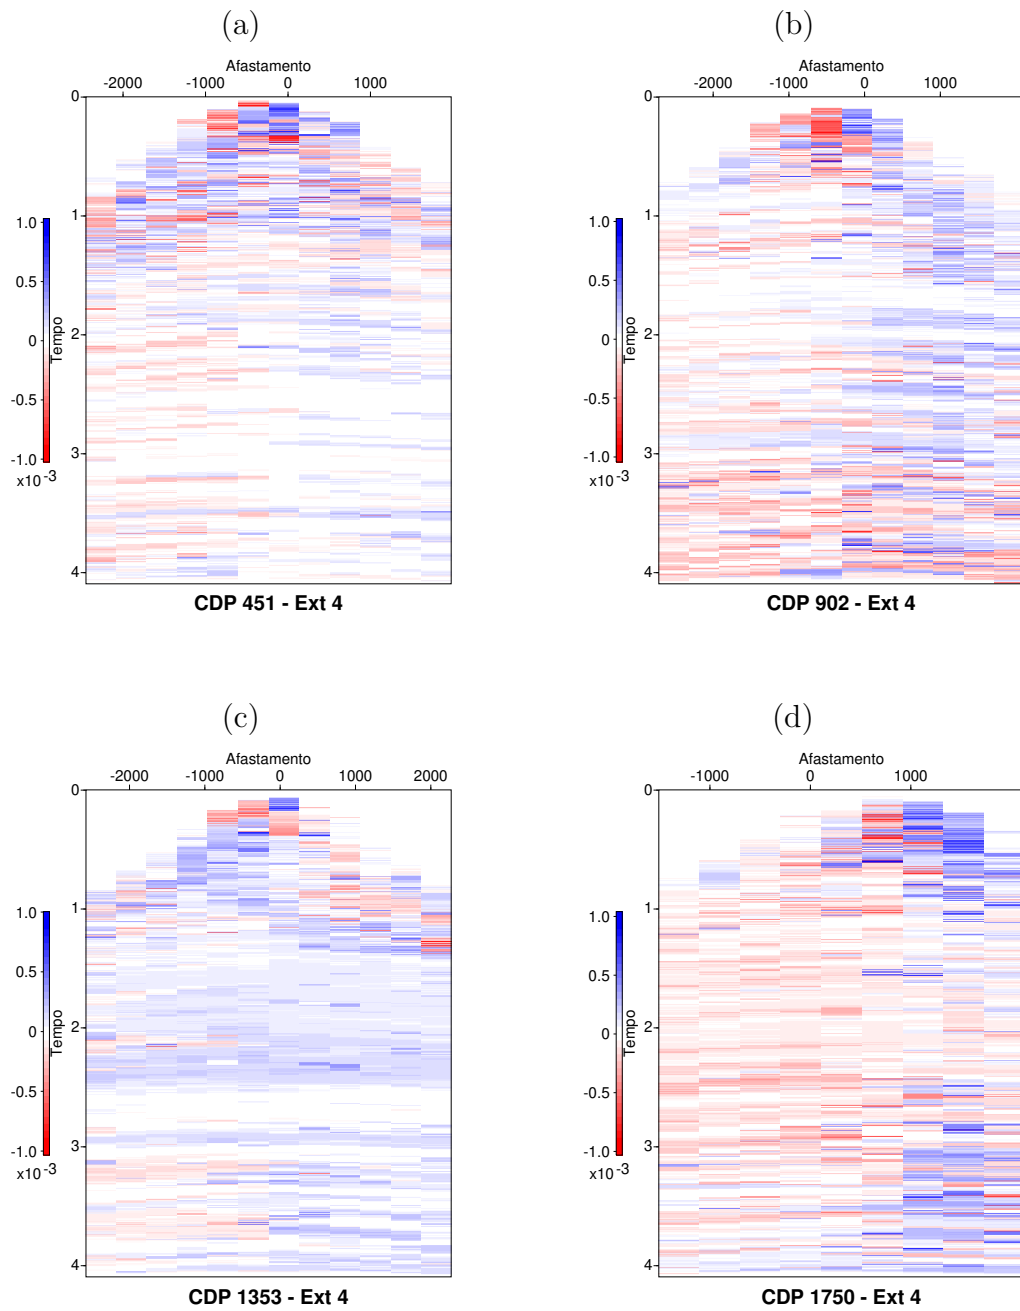 (a)
Afastamento
-2000 -1000 0 1000
0
1
2
3
4
Tempo
1.0
0.5
0
-0.5
-1.0
x10-3
CDP 451 - Ext 4
(b)
Afastamento
-2000 -1000 0 1000
0
1
2
3
4
Tempo
1.0
0.5
0
-0.5
-1.0
x10-3
CDP 902 - Ext 4
(c)
Afastamento
-2000 -1000 0 1000 2000
0
1
2
3
4
Tempo
1.0
0.5
0
-0.5
-1.0
x10-3
CDP 1353 - Ext 4
(d)
Afastamento
-1000 0 1000
0
1
2
3
4
Tempo
1.0
0.5
0
-0.5
-1.0
x10-3
CDP 1750 - Ext 4